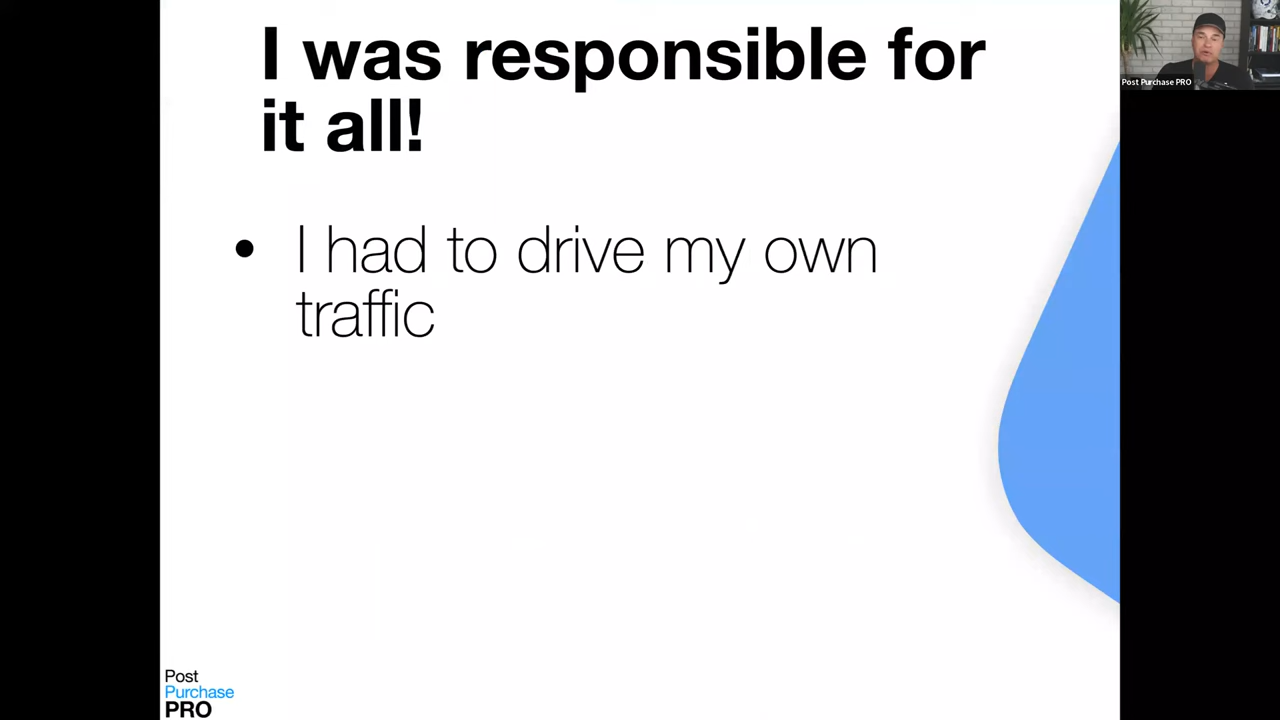 I was responsible for
it all!
• I had to drive my own
traffic
Post Purchase PRO
Post
Purchase
PRO